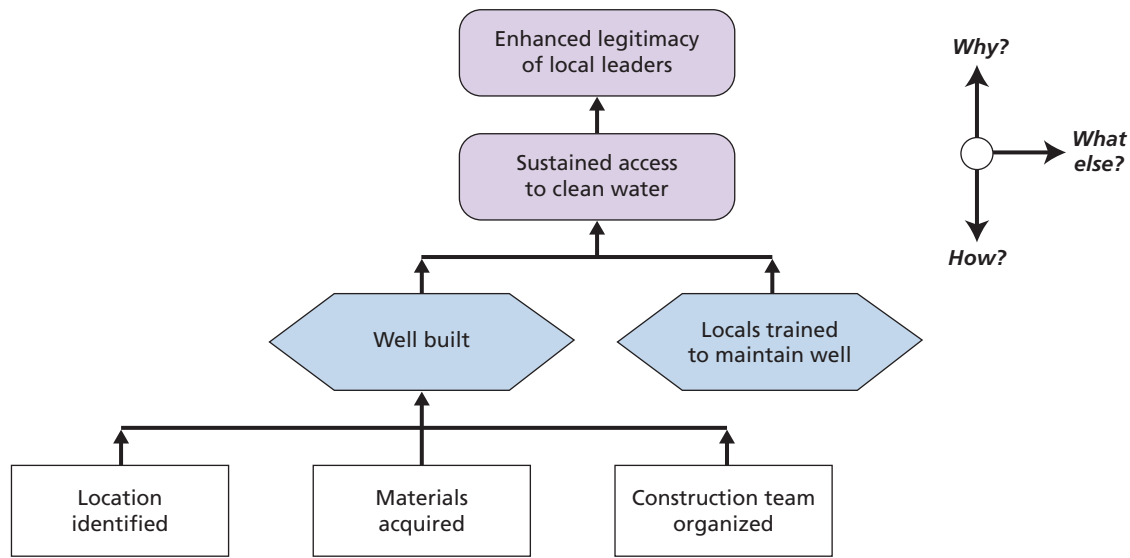 Enhanced legitimacy
of local leaders
Why?
Sustained access
to clean water
What
else?
How?
Well built
Locals trained
to maintain well
Location
identified
Materials
acquired
Construction team
organized